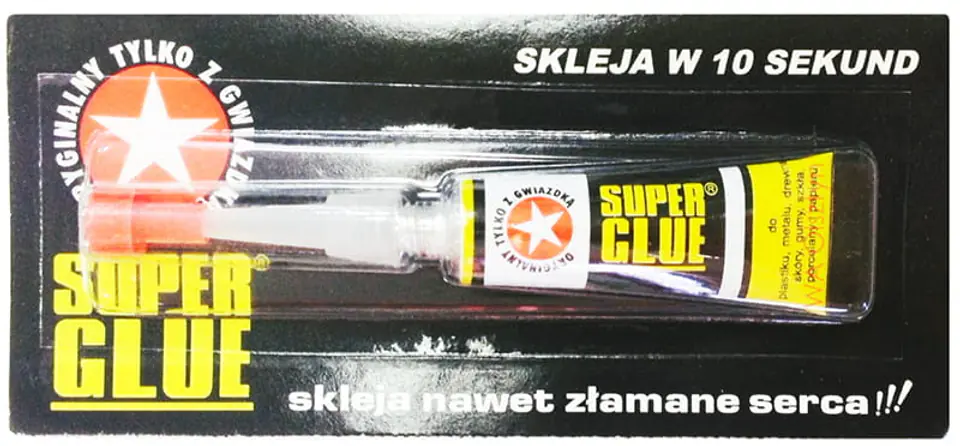 ORYGINALNY TYLKO Z GWIAZDKĄ
SKLEJA W 10 SEKUND
SUPER®
GLUE
ORYGINALNY TYLKO Z GWIAZDKĄ
SUPER®
GLUE
do
plastiku, metalu, drewna
skóry, gumy, szkła,
porcelany, papieru
skleja nawet złamane serca!!!